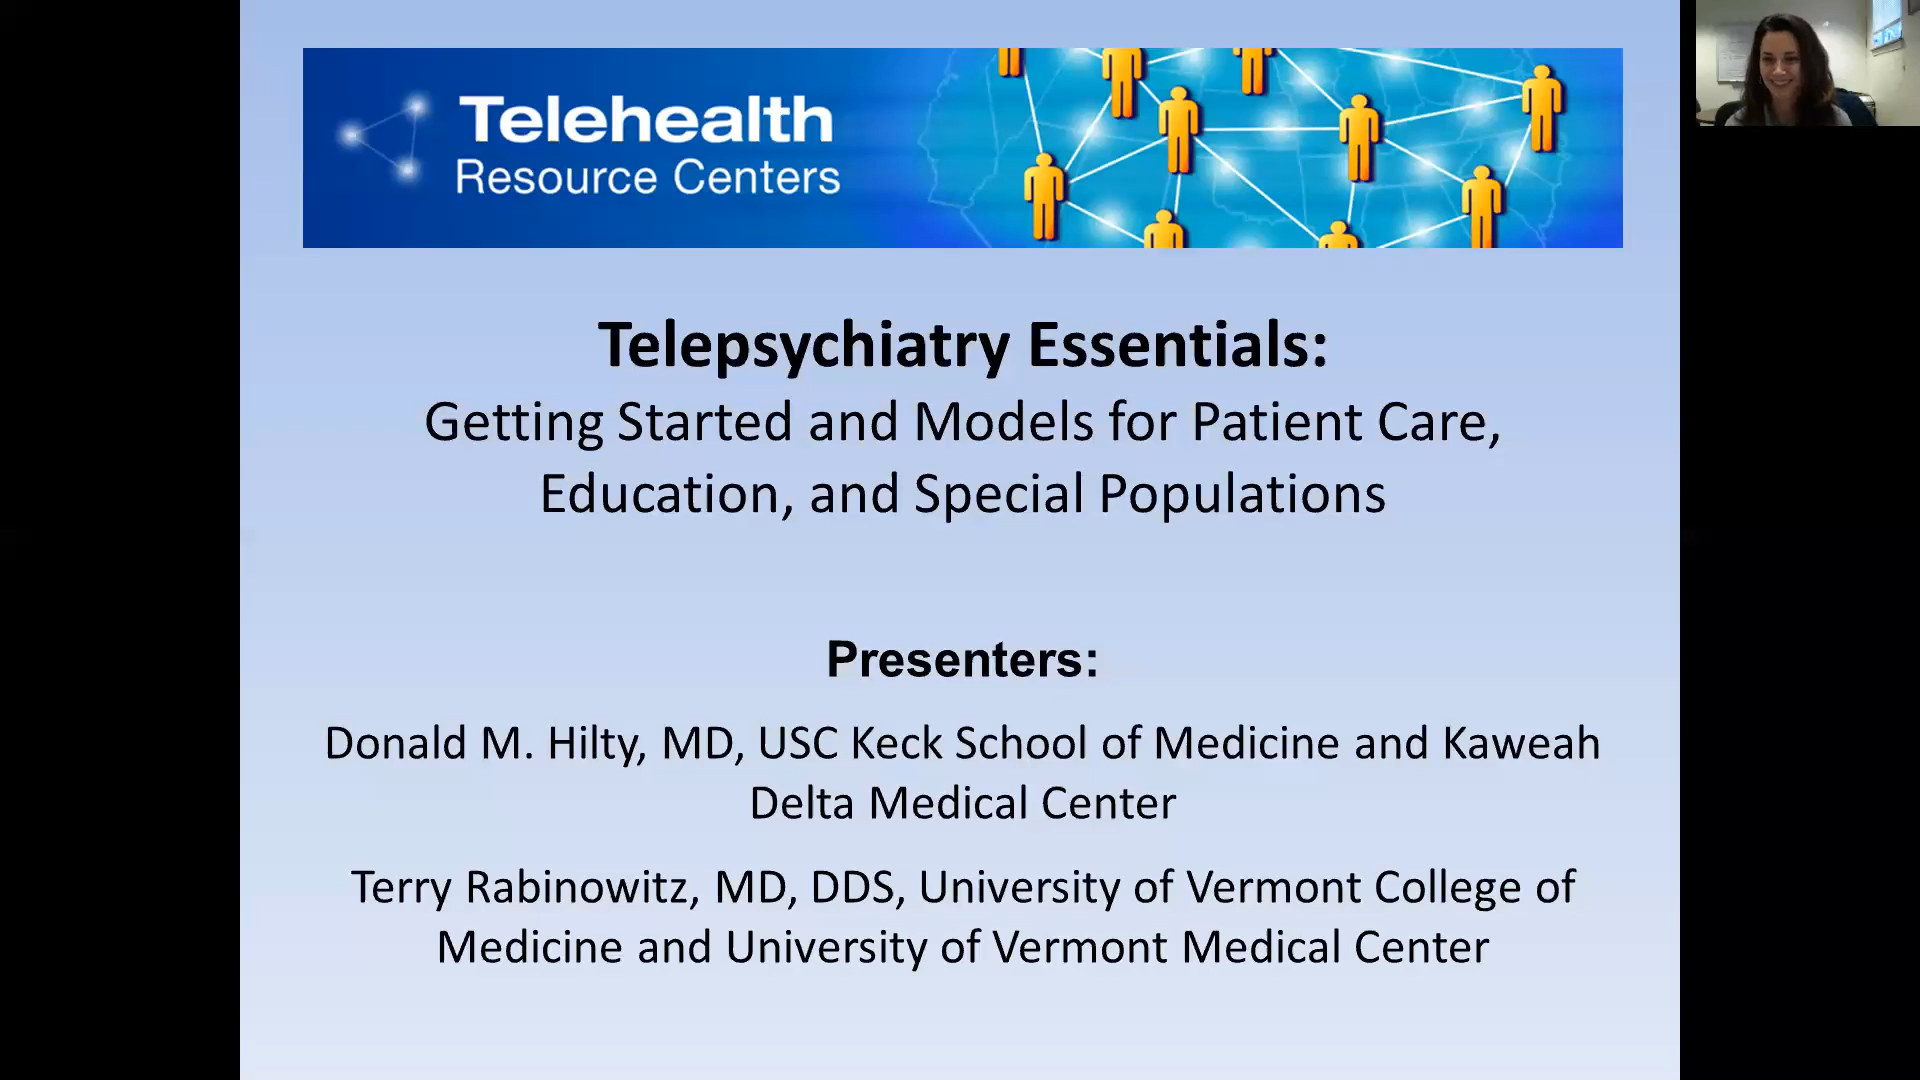 Telehealth
Resource Centers
Telepsychiatry Essentials:
Getting Started and Models for Patient Care,
Education, and Special Populations
Presenters:
Donald M. Hilty, MD, USC Keck School of Medicine and Kaweah
Delta Medical Center
Terry Rabinowitz, MD, DDS, University of Vermont College of
Medicine and University of Vermont Medical Center